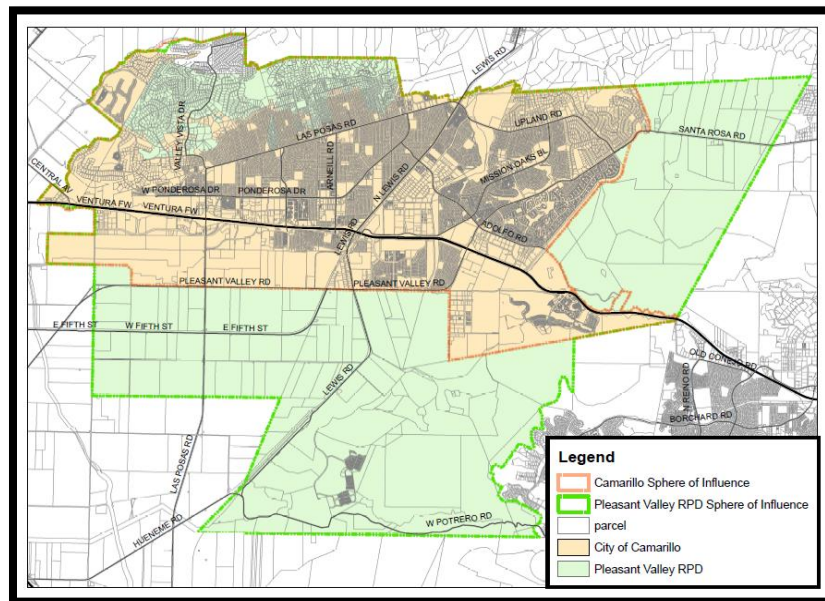 LEWIS RD
UPLAND RD
SANTA ROSA RD
LAS POSAS RD
VALLEY VISTA DR
ARNEILL RD
N LEWIS RD
MISSION OAKS BL
CENTRAL AV
W PONDEROSA DR
PONDEROSA DR
VENTURA FW
VENTURA FW
ADOLFO RD
LEWIS RD
PLEASANT VALLEY RD
PLEASANT VALLEY RD
E FIFTH ST
W FIFTH ST
E FIFTH ST
OLD CONEJO RD
LEWIS RD
N REINO RD
BORCHARD RD
LAS POSAS RD
HUENEME RD
W POTRERO RD
Legend
Camarillo Sphere of Influence
Pleasant Valley RPD Sphere of Influence
parcel
City of Camarillo
Pleasant Valley RPD